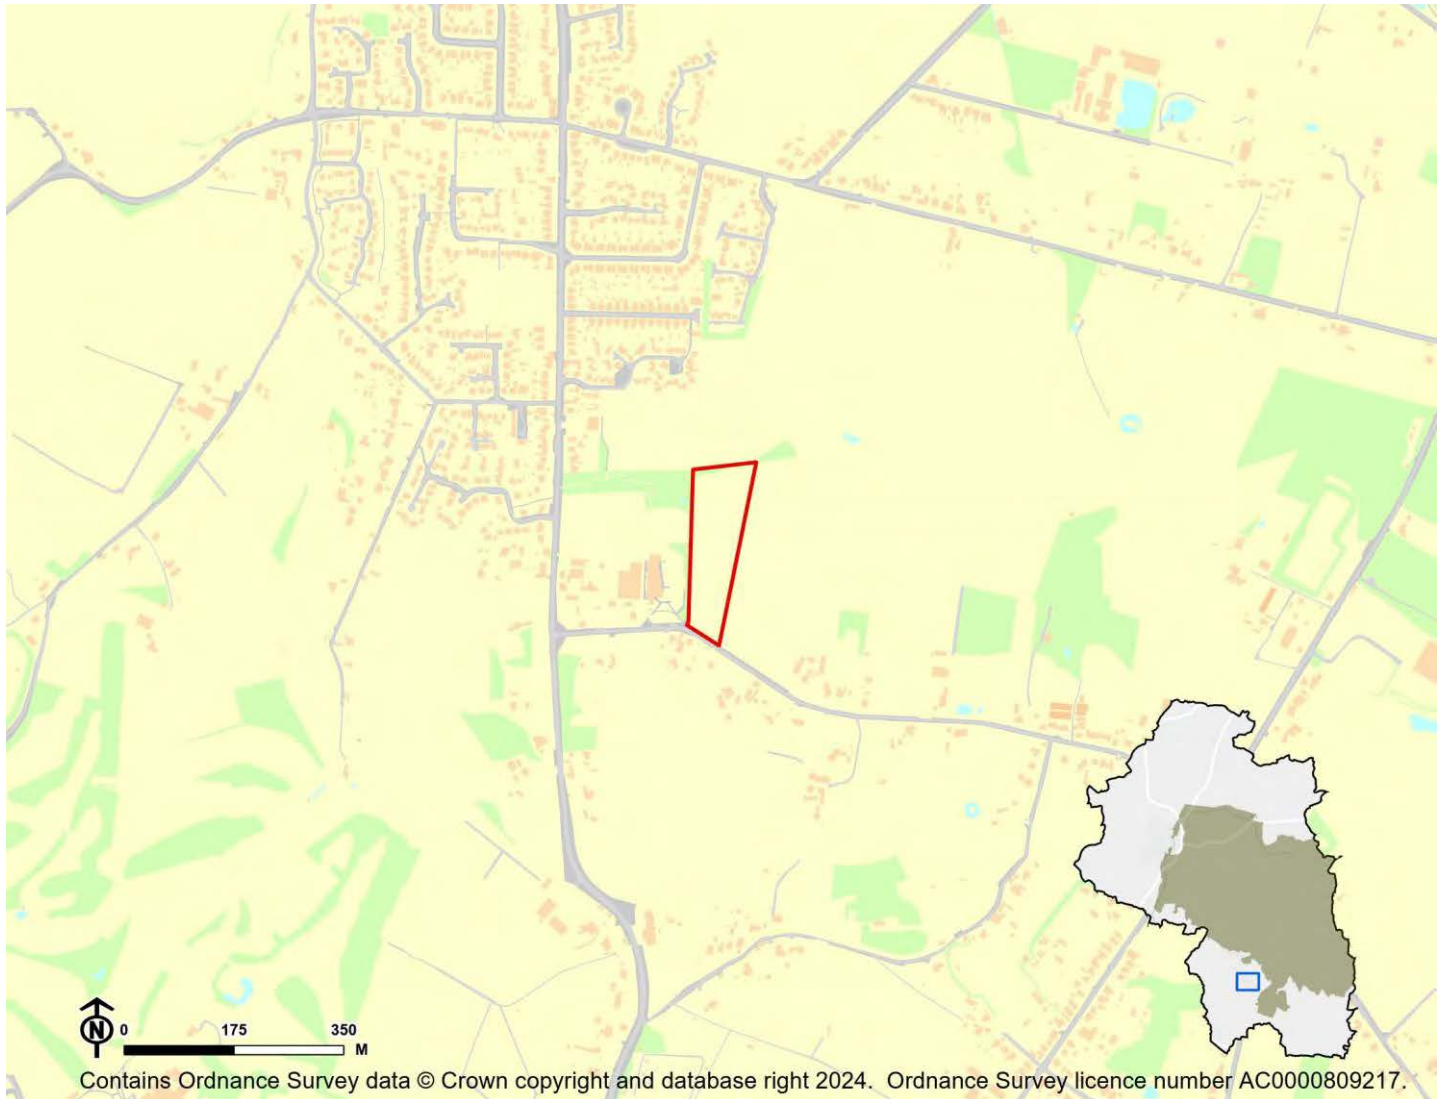 N
0 175 350
M
Contains Ordnance Survey data © Crown copyright and database right 2024. Ordnance Survey licence number AC0000809217.